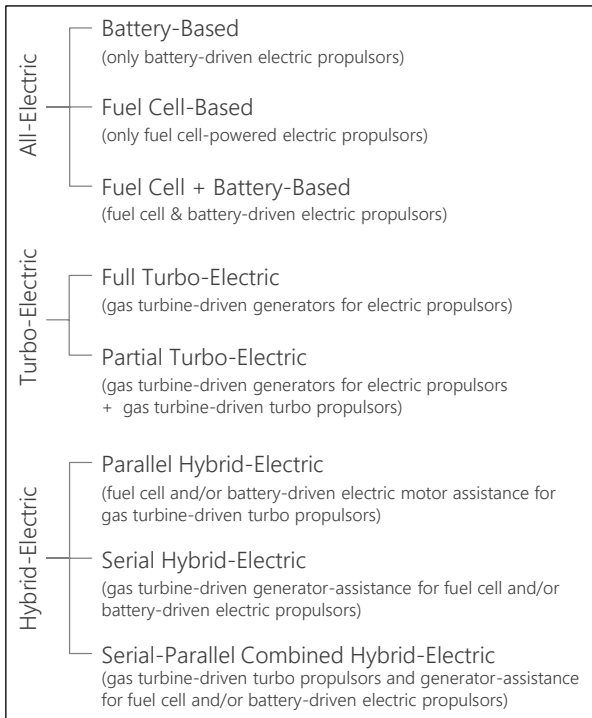 All-Electric
Battery-Based
(only battery-driven electric propulsors)
Fuel Cell-Based
(only fuel cell-powered electric propulsors)
Fuel Cell + Battery-Based
(fuel cell & battery-driven electric propulsors)
Turbo-Electric
Full Turbo-Electric
(gas turbine-driven generators for electric propulsors)
Partial Turbo-Electric
(gas turbine-driven generators for electric propulsors
+ gas turbine-driven turbo propulsors)
Hybrid-Electric
Parallel Hybrid-Electric
(fuel cell and/or battery-driven electric motor assistance for
gas turbine-driven turbo propulsors)
Serial Hybrid-Electric
(gas turbine-driven generator-assistance for fuel cell and/or
battery-driven electric propulsors)
Serial-Parallel Combined Hybrid-Electric
(gas turbine-driven turbo propulsors and generator-assistance
for fuel cell and/or battery-driven electric propulsors)